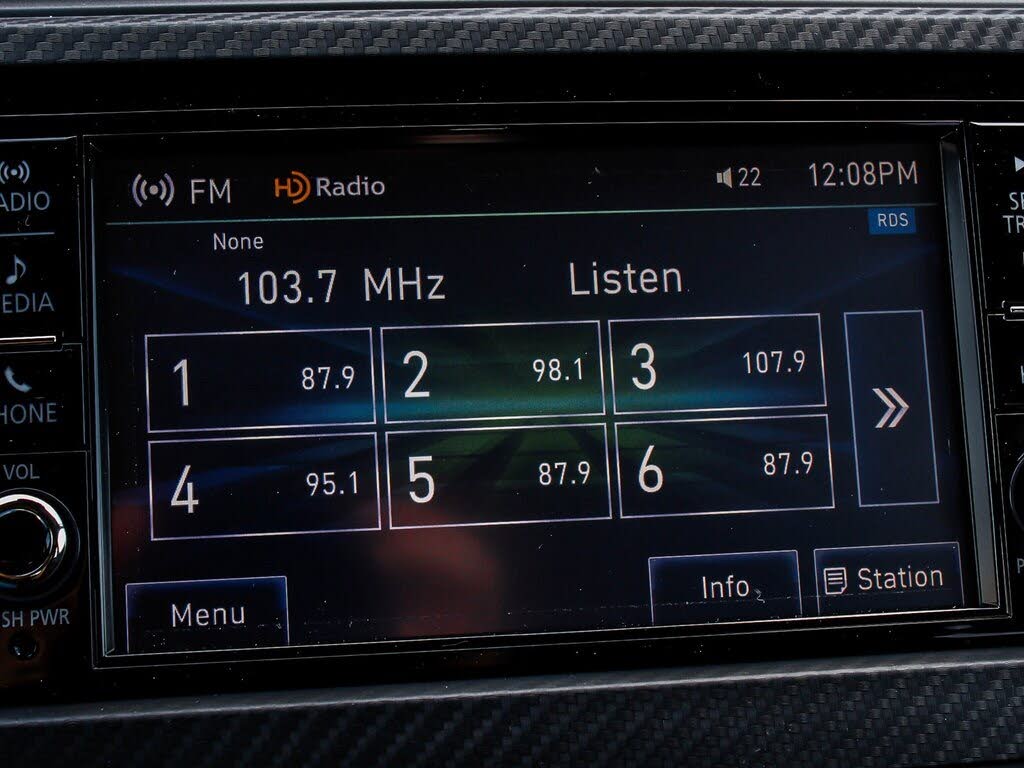 FM HD Radio 22 12:08PM
RDS
None
103.7 MHz Listen
1 87.9 2 98.1 3 107.9
4 95.1 5 87.9 6 87.9
Menu Info Station
ADIO
EDIA
HONE
VOL
SH PWR
SE
TR